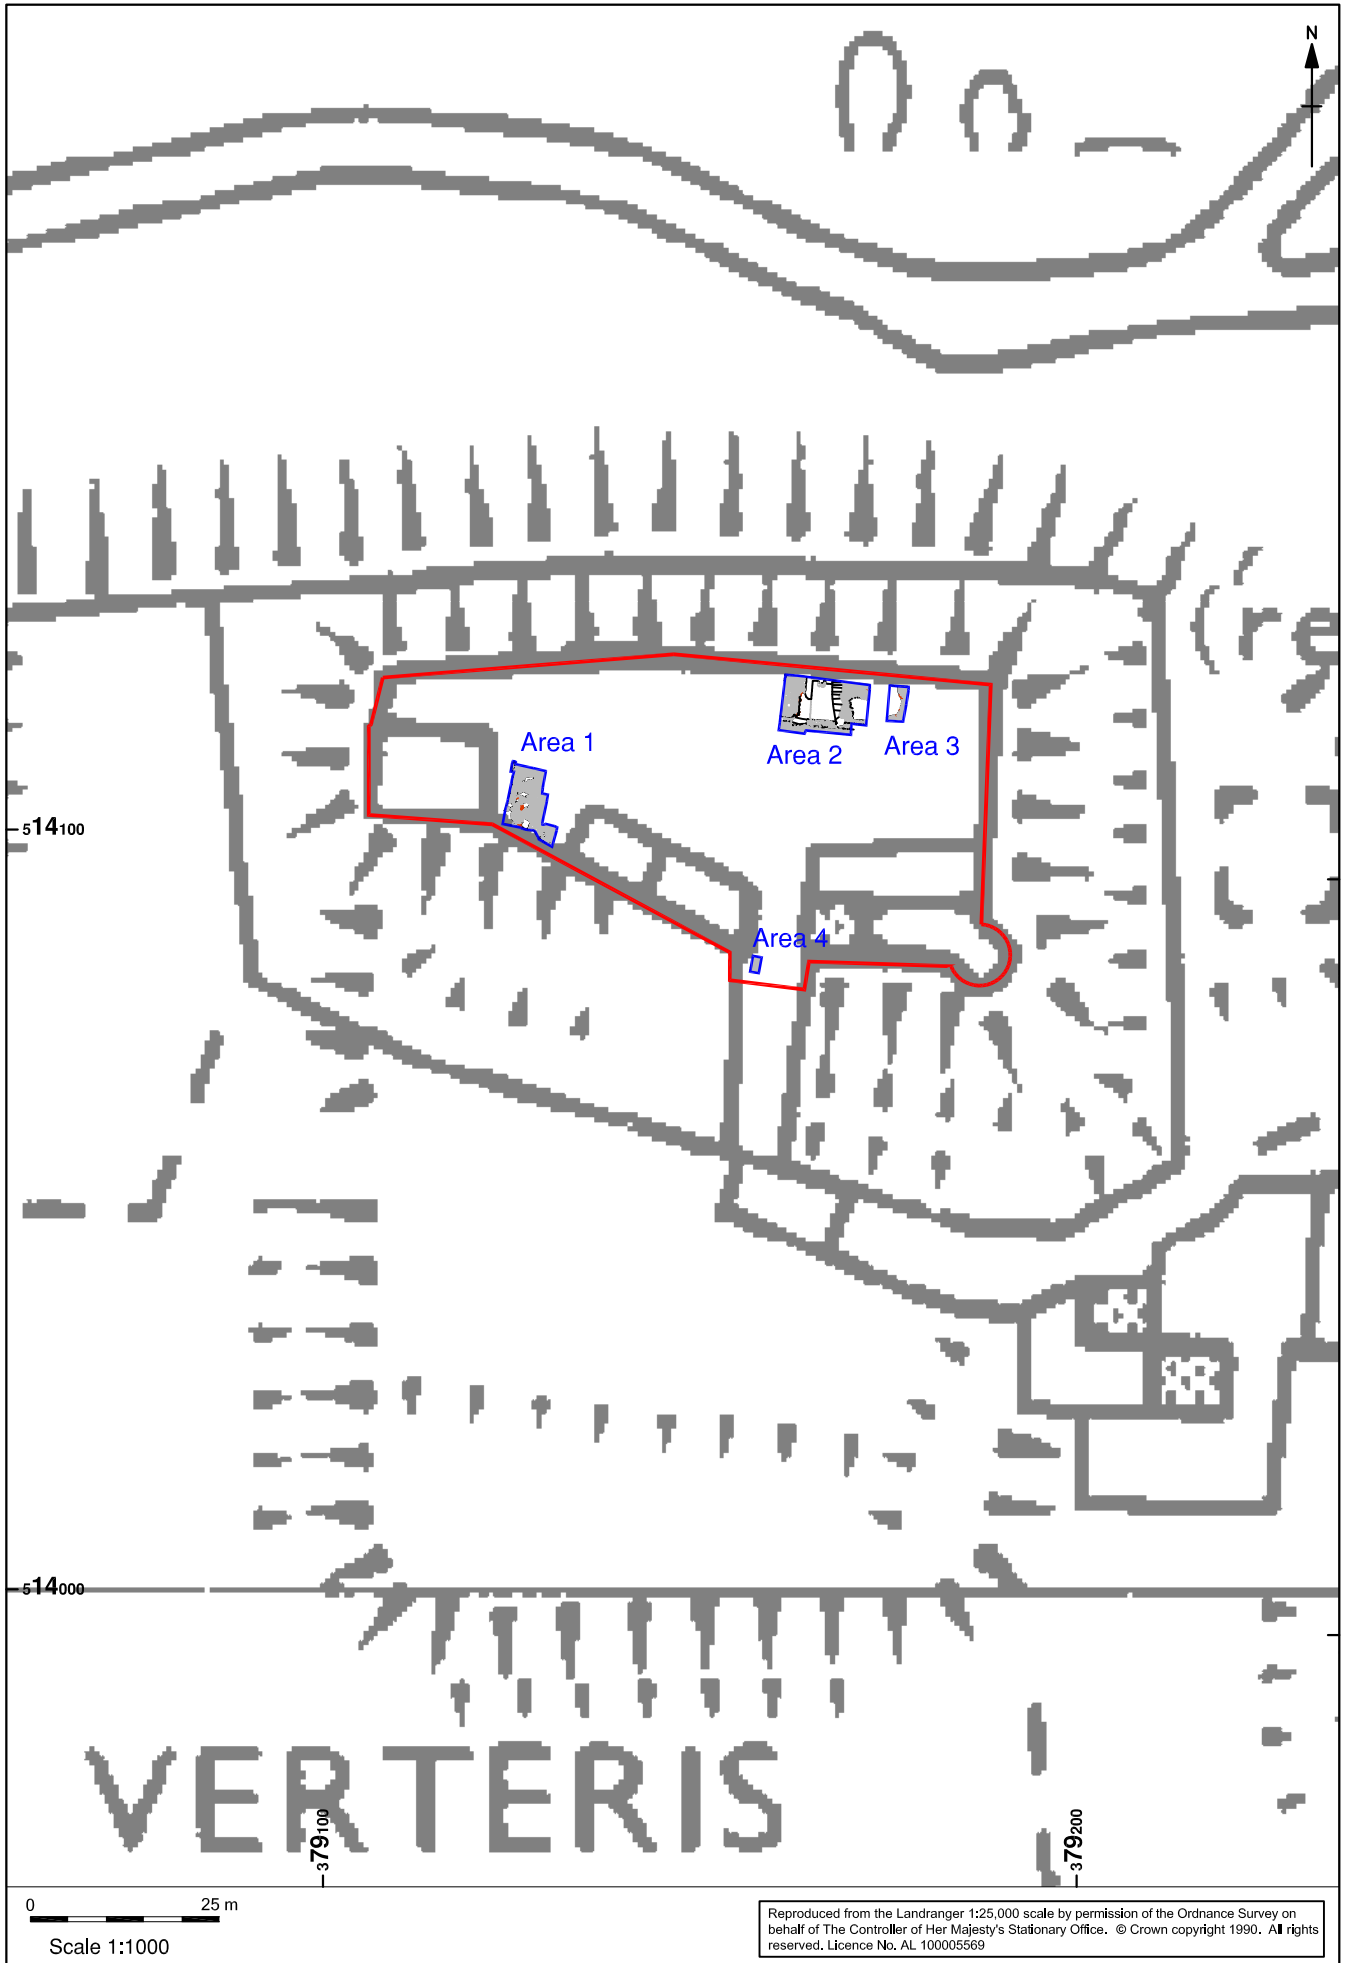 N
(re
Area 1
Area 2
Area 3
514100
Area 4
514000
VERTERIS
379100
379200
0 25 m
Scale 1:1000
Reproduced from the Landranger 1:25,000 scale by permission of the Ordnance Survey on
behalf of The Controller of Her Majesty's Stationary Office. © Crown copyright 1990. All rights
reserved. Licence No. AL 100005569